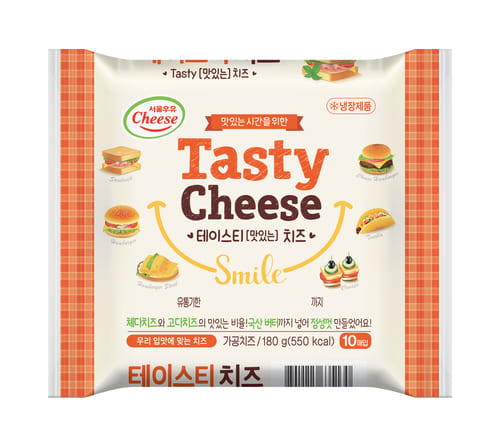 Tasty [맛있는] 치즈
서울우유
Cheese
냉장제품
맛있는 시간을 위한
Tasty
Cheese
테이스티 [맛있는] 치즈
Smile
Sandwich
Hamburger
Cheese Hamburger
유통기한 까지
체다치즈와 고다치즈의 맛있는 비율! 국산 버터까지 넣어 정성껏 만들었어요!
우리 입맛에 맞는 치즈 가공치즈/180 g(550 kcal) 10매입
테이스티 치즈